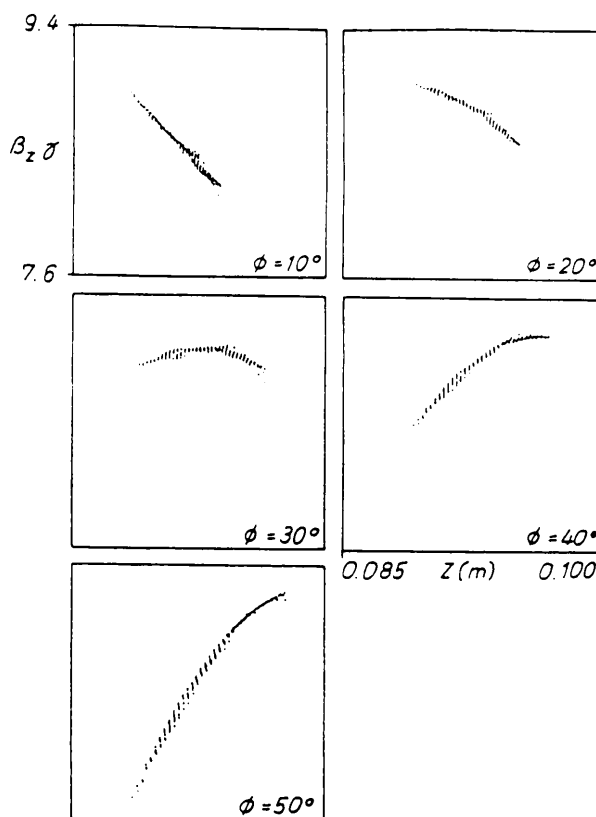 9.4
β_z γ
7.6
φ = 10°
φ = 20°
φ = 30°
φ = 40°
0.085 Z (m) 0.100
φ = 50°